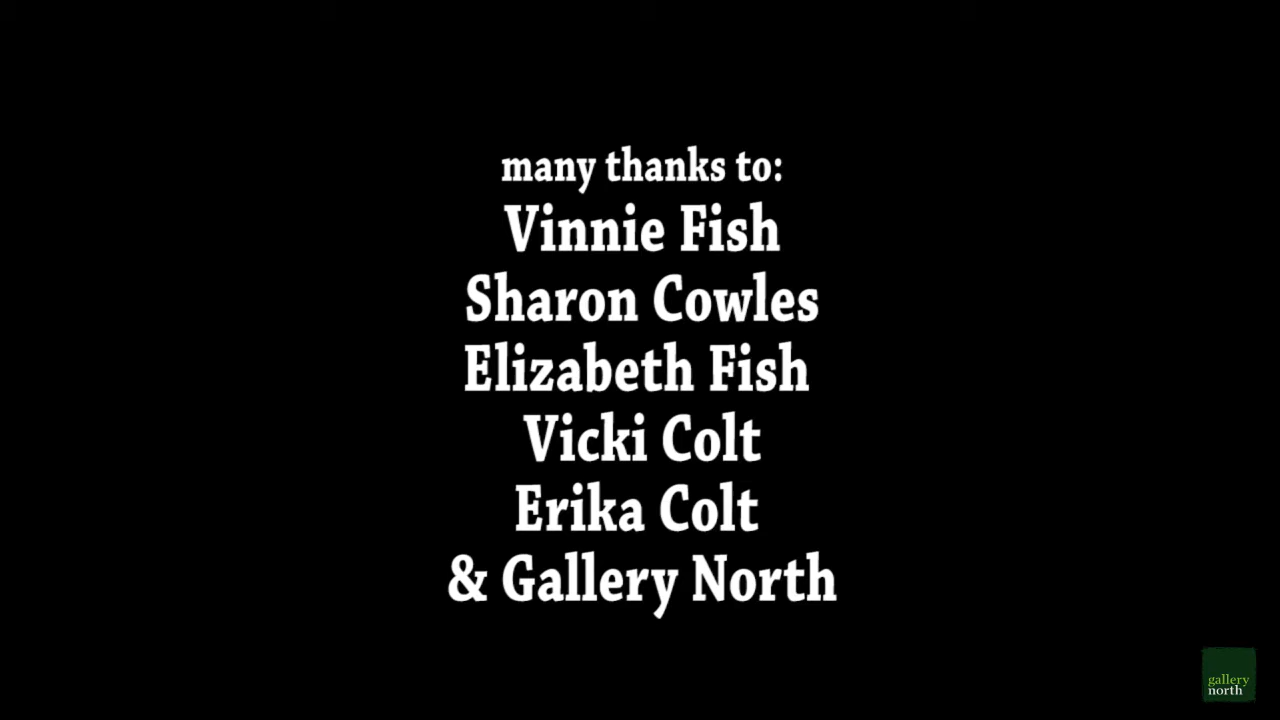 many thanks to:
Vinnie Fish
Sharon Cowles
Elizabeth Fish
Vicki Colt
Erika Colt
& Gallery North
gallery
north